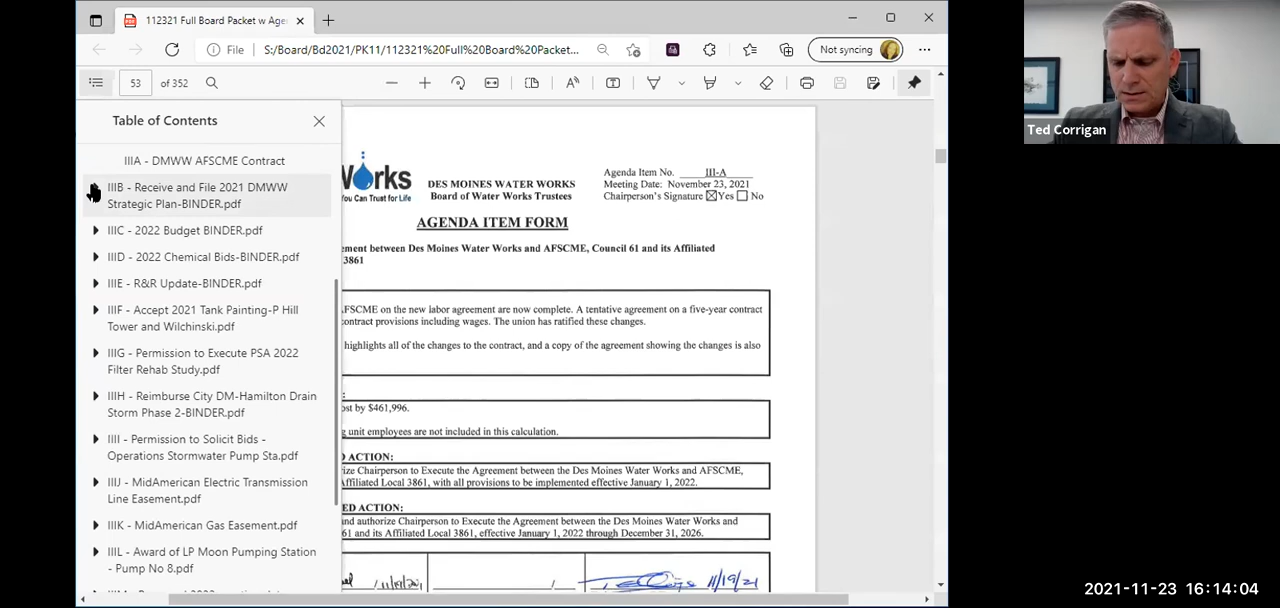 112321 Full Board Packet w Age
File
S:/Board/Bd2021/PK11/112321%20Full%20Board%20Packet...
Not syncing
53 of 352
Table of Contents
IIIA - DMWW AFSCME Contract
IIIB - Receive and File 2021 DMWW
Strategic Plan-BINDER.pdf
IIIC - 2022 Budget BINDER.pdf
IIID - 2022 Chemical Bids-BINDER.pdf
IIIE - R&R Update-BINDER.pdf
IIIF - Accept 2021 Tank Painting-P Hill
Tower and Wilchinski.pdf
IIIG - Permission to Execute PSA 2022
Filter Rehab Study.pdf
IIIH - Reimburse City DM-Hamilton Drain
Storm Phase 2-BINDER.pdf
IIII - Permission to Solicit Bids -
Operations Stormwater Pump Sta.pdf
IIIJ - MidAmerican Electric Transmission
Line Easement.pdf
IIIK - MidAmerican Gas Easement.pdf
IIIL - Award of LP Moon Pumping Station
- Pump No 8.pdf
Works
You Can Trust for Life
DES MOINES WATER WORKS
Board of Water Works Trustees
Agenda Item No. III-A
Meeting Date: November 23, 2021
Chairperson's Signature ☒ Yes ☐ No
AGENDA ITEM FORM
ement between Des Moines Water Works and AFSCME, Council 61 and its Affiliated
3861
AFSCME on the new labor agreement are now complete. A tentative agreement on a five-year contract
contract provisions including wages. The union has ratified these changes.
highlights all of the changes to the contract, and a copy of the agreement showing the changes is also
ost by $461,996.
g unit employees are not included in this calculation.
D ACTION:
rize Chairperson to Execute the Agreement between the Des Moines Water Works and AFSCME,
Affiliated Local 3861, with all provisions to be implemented effective January 1, 2022.
ED ACTION:
and authorize Chairperson to Execute the Agreement between the Des Moines Water Works and
61 and its Affiliated Local 3861, effective January 1, 2022 through December 31, 2026.
11/19/21
Ted Corrigan
2021-11-23 16:14:04